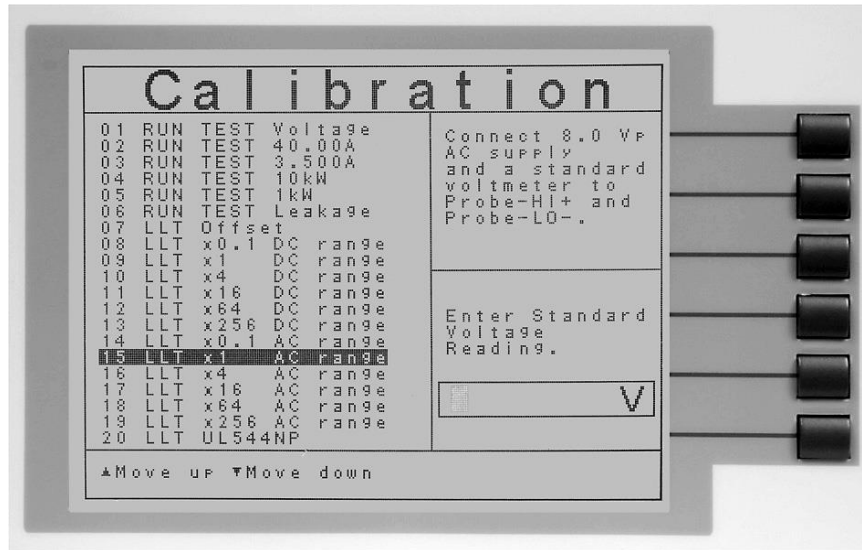 Calibration
01 RUN TEST Voltage
02 RUN TEST 40.00A
03 RUN TEST 3.500A
04 RUN TEST 10kW
05 RUN TEST 1kW
06 RUN TEST Leakage
07 LLT Offset
08 LLT x0.1 DC range
09 LLT x1 DC range
10 LLT x4 DC range
11 LLT x16 DC range
12 LLT x64 DC range
13 LLT x256 DC range
14 LLT x0.1 AC range
15 LLT x1 AC range
16 LLT x4 AC range
17 LLT x16 AC range
18 LLT x64 AC range
19 LLT x256 AC range
20 LLT UL544NP
Connect 8.0 Vp
AC supply
and a standard
voltmeter to
Probe-HI+ and
Probe-LO-.
Enter Standard
Voltage
Reading.
V
▲Move up ▼Move down